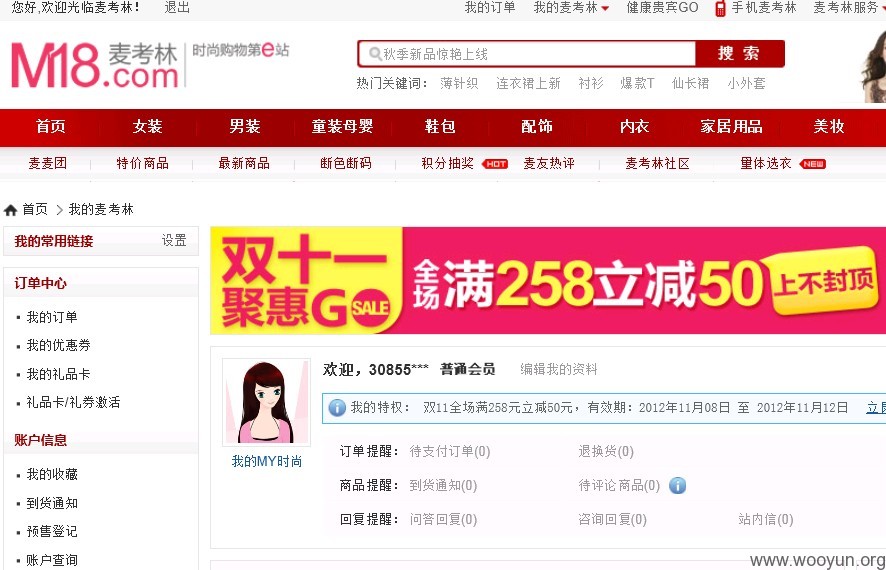 您好,欢迎光临麦考林! 退出 我的订单 我的麦考林 健康贵宾GO 手机麦考林 麦考林服务
M18.com 麦考林 时尚购物第e站
秋季新品惊艳上线 搜 索
热门关键词: 薄针织 连衣裙上新 衬衫 爆款T 仙长裙 小外套
首页 女装 男装 童装母婴 鞋包 配饰 内衣 家居用品 美妆
麦麦团 特价商品 最新商品 断色断码 积分抽奖 HOT 麦友热评 麦考林社区 量体选衣 NEW
首页 > 我的麦考林
我的常用链接 设置
订单中心
我的订单
我的优惠券
我的礼品卡
礼品卡/礼券激活
账户信息
我的收藏
到货通知
预售登记
账户查询
双十一
聚惠GO SALE
全场满258立减50上不封顶
欢迎，30855*** 普通会员 编辑我的资料
我的MY时尚
我的特权： 双11全场满258元立减50元，有效期：2012年11月08日 至 2012年11月12日
订单提醒： 待支付订单(0) 退换货(0)
商品提醒： 到货通知(0) 待评论商品(0)
回复提醒： 问答回复(0) 咨询回复(0) 站内信(0)
www.wooyun.org